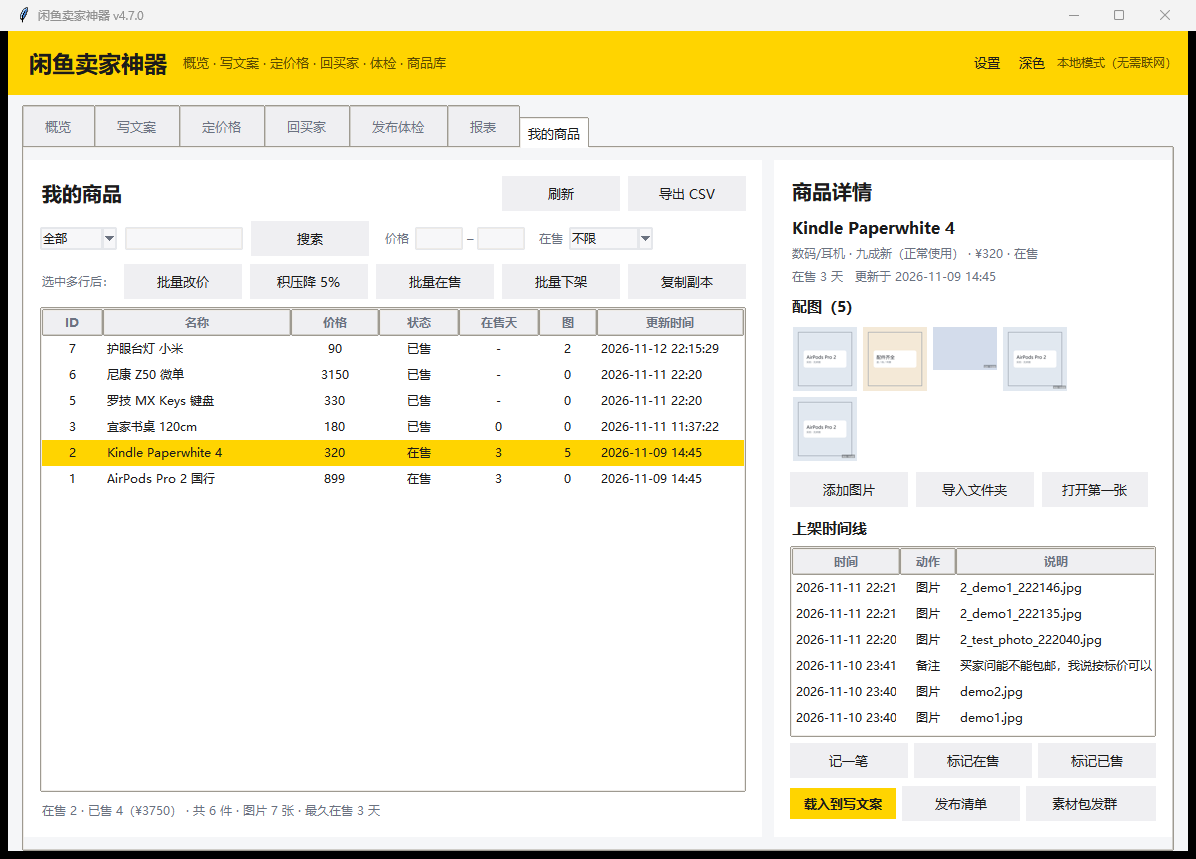 闲鱼卖家神器 v4.7.0
闲鱼卖家神器 概览 · 写文案 · 定价格 · 回买家 · 体检 · 商品库 设置 深色 本地模式（无需联网）
概览 写文案 定价格 回买家 发布体检 报表 我的商品
我的商品 刷新 导出 CSV
全部 搜索 价格 – 在售 不限
选中多行后： 批量改价 积压降 5% 批量在售 批量下架 复制副本
ID 名称 价格 状态 在售天 图 更新时间
7 护眼台灯 小米 90 已售 - 2 2026-11-12 22:15:29
6 尼康 Z50 微单 3150 已售 - 0 2026-11-11 22:20
5 罗技 MX Keys 键盘 330 已售 - 0 2026-11-11 22:20
3 宜家书桌 120cm 180 已售 0 0 2026-11-11 11:37:22
2 Kindle Paperwhite 4 320 在售 3 5 2026-11-09 14:45
1 AirPods Pro 2 国行 899 在售 3 0 2026-11-09 14:45
在售 2 · 已售 4（¥3750） · 共 6 件 · 图片 7 张 · 最久在售 3 天
商品详情
Kindle Paperwhite 4
数码/耳机 · 九成新（正常使用） · ¥320 · 在售
在售 3 天 更新于 2026-11-09 14:45
配图（5）
AirPods Pro 2
配件齐全
AirPods Pro 2
AirPods Pro 2
添加图片 导入文件夹 打开第一张
上架时间线
时间 动作 说明
2026-11-11 22:21 图片 2_demo1_222146.jpg
2026-11-11 22:21 图片 2_demo1_222135.jpg
2026-11-11 22:20 图片 2_test_photo_222040.jpg
2026-11-10 23:41 备注 买家问能不能包邮，我说按标价可以
2026-11-10 23:40 图片 demo2.jpg
2026-11-10 23:40 图片 demo1.jpg
记一笔 标记在售 标记已售
载入到写文案 发布清单 素材包发群